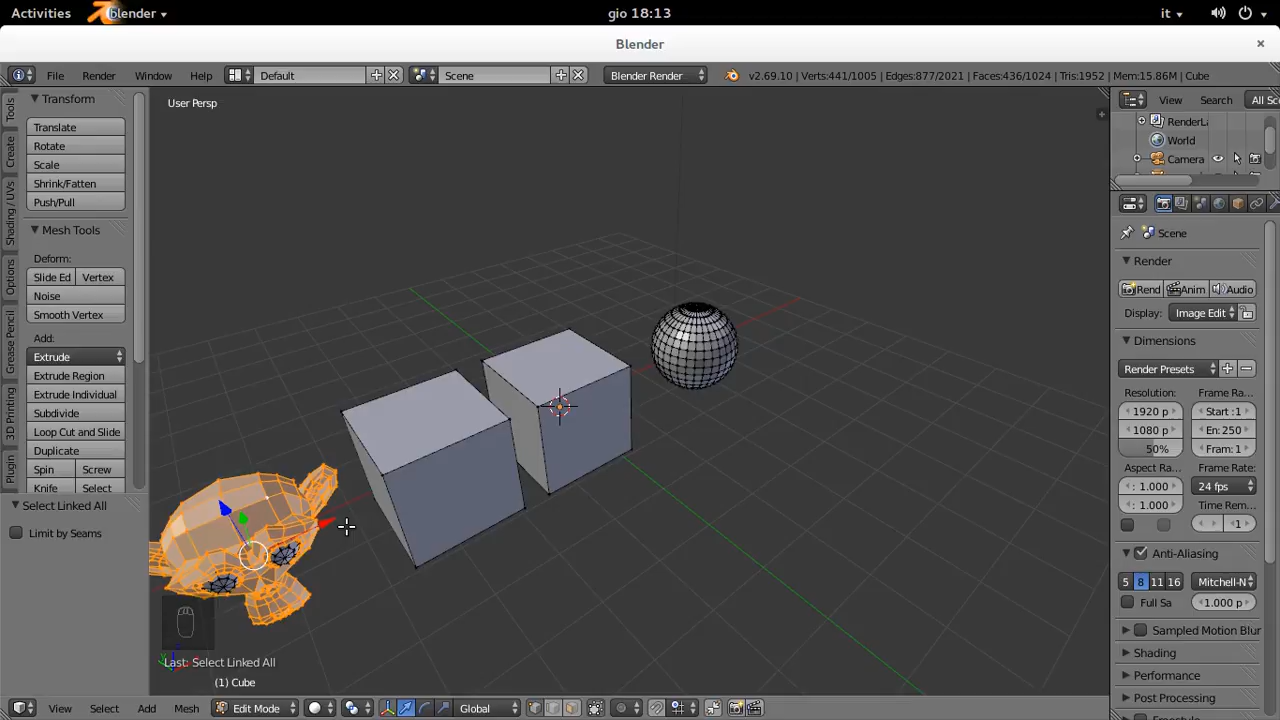 Activities blender gio 18:13 it
Blender
File Render Window Help Default Scene Blender Render v2.69.10 | Verts:441/1005 | Edges:877/2021 | Faces:436/1024 | Tris:1952 | Mem:15.86M | Cube
Tools
Create
Shading / UVs
Options
Grease Pencil
3D Printing
Plugin
Transform
Translate
Rotate
Scale
Shrink/Fatten
Push/Pull
Mesh Tools
Deform:
Slide Ed Vertex
Noise
Smooth Vertex
Add:
Extrude
Extrude Region
Extrude Individual
Subdivide
Loop Cut and Slide
Duplicate
Spin Screw
Knife Select
Select Linked All
Limit by Seams
User Persp
Last: Select Linked All
(1) Cube
View Select Add Mesh Edit Mode Global
View Search All Sc
RenderLa
World
Camera
Scene
Render
Rend Anim Audio
Display: Image Edit
Dimensions
Render Presets
Resolution: Frame Ra...
1920 p Start :1
1080 p En: 250
50% Fram: 1
Aspect Ra... Frame Rate:
: 1.000 24 fps
: 1.000 Time Rem...
:1
Anti-Aliasing
5 8 11 16 Mitchell-N
Full Sa 1.000 p
Sampled Motion Blur
Shading
Performance
Post Processing